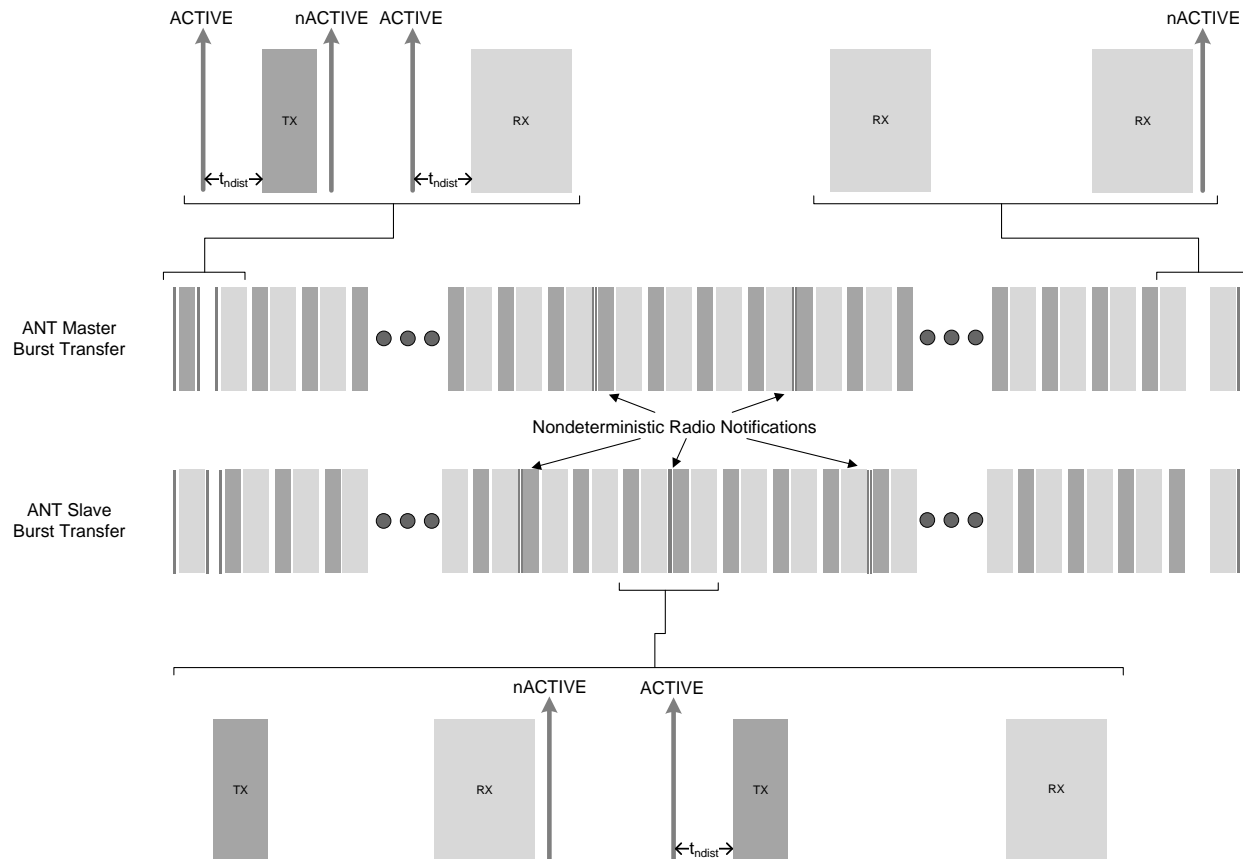 ACTIVE
nACTIVE
ACTIVE
nACTIVE
TX
RX
RX
RX
tndist
tndist
ANT Master
Burst Transfer
Nondeterministic Radio Notifications
ANT Slave
Burst Transfer
nACTIVE
ACTIVE
TX
RX
TX
RX
tndist